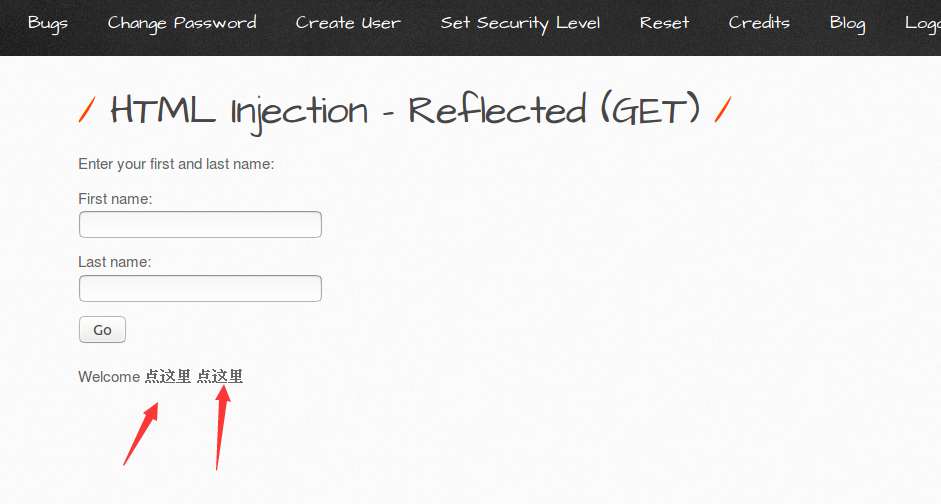 Bugs Change Password Create User Set Security Level Reset Credits Blog Logo
/ HTML Injection - Reflected (GET) /
Enter your first and last name:
First name:
Last name:
Go
Welcome 点这里 点这里